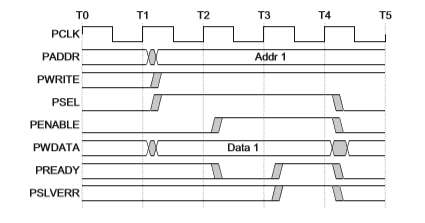 T0 T1 T2 T3 T4 T5
PCLK
PADDR Addr 1
PWRITE
PSEL
PENABLE
PWDATA Data 1
PREADY
PSLVERR